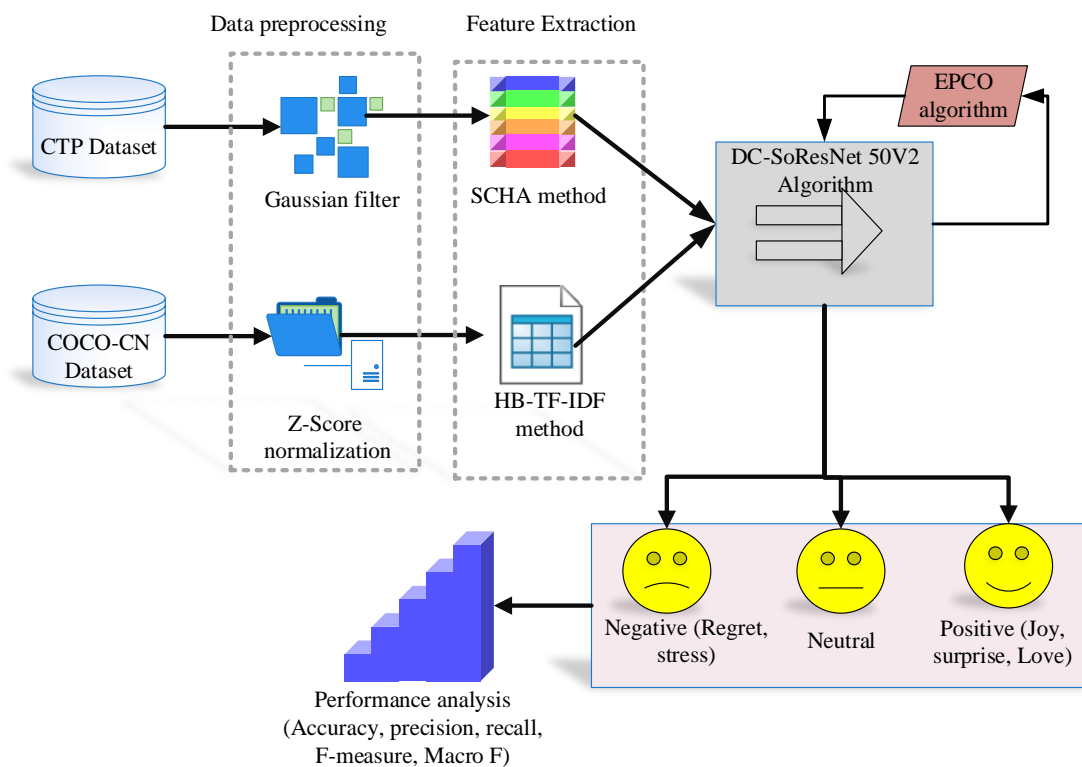 Data preprocessing
Feature Extraction
CTP Dataset
Gaussian filter
SCHA method
EPCO
algorithm
DC-SoResNet 50V2
Algorithm
COCO-CN
Dataset
Z-Score
normalization
HB-TF-IDF
method
Negative (Regret,
stress)
Neutral
Positive (Joy,
surprise, Love)
Performance analysis
(Accuracy, precision, recall,
F-measure, Macro F)